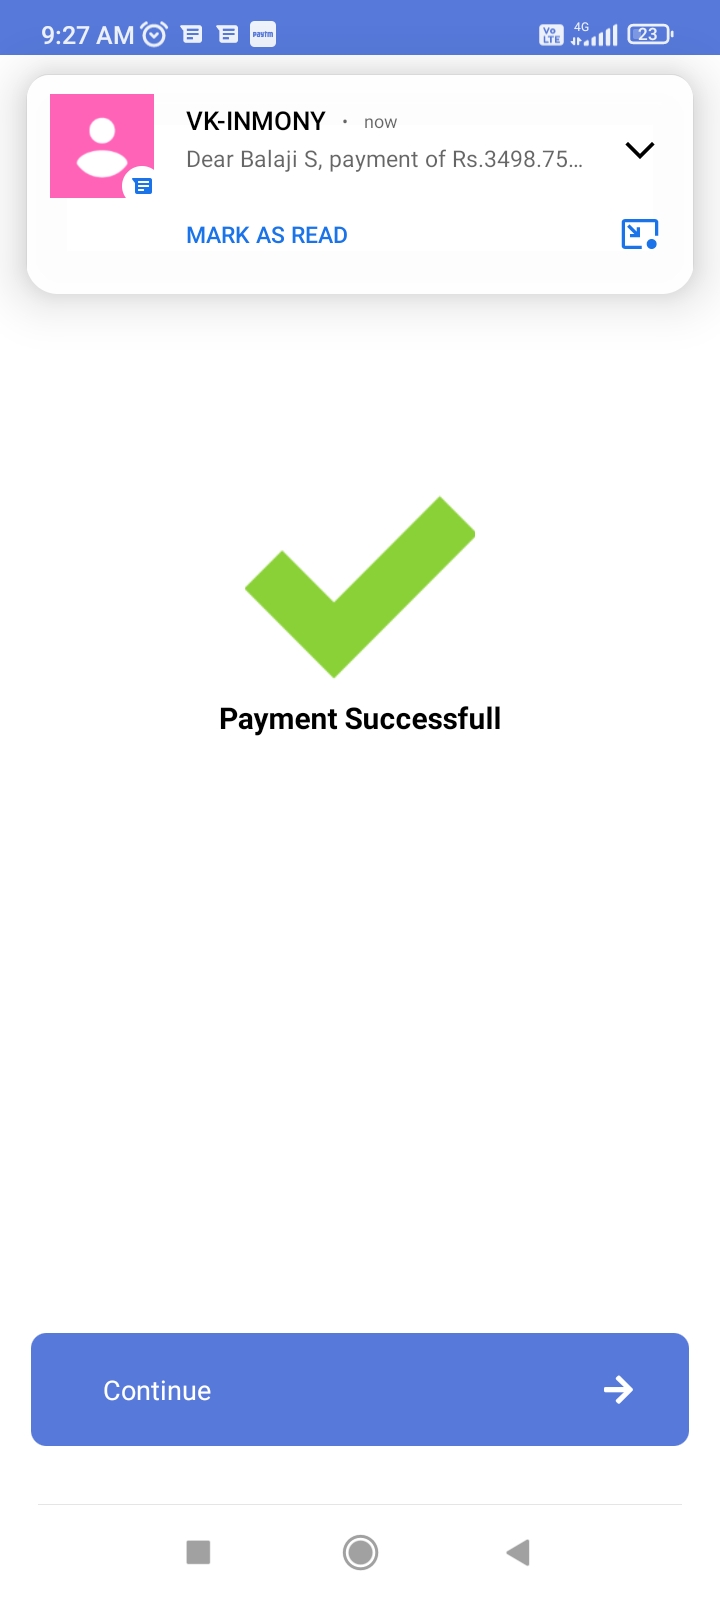 9:27 AM paytm Vo LTE 4G 23
VK-INMONY • now
Dear Balaji S, payment of Rs.3498.75...
MARK AS READ
Payment Successfull
Continue